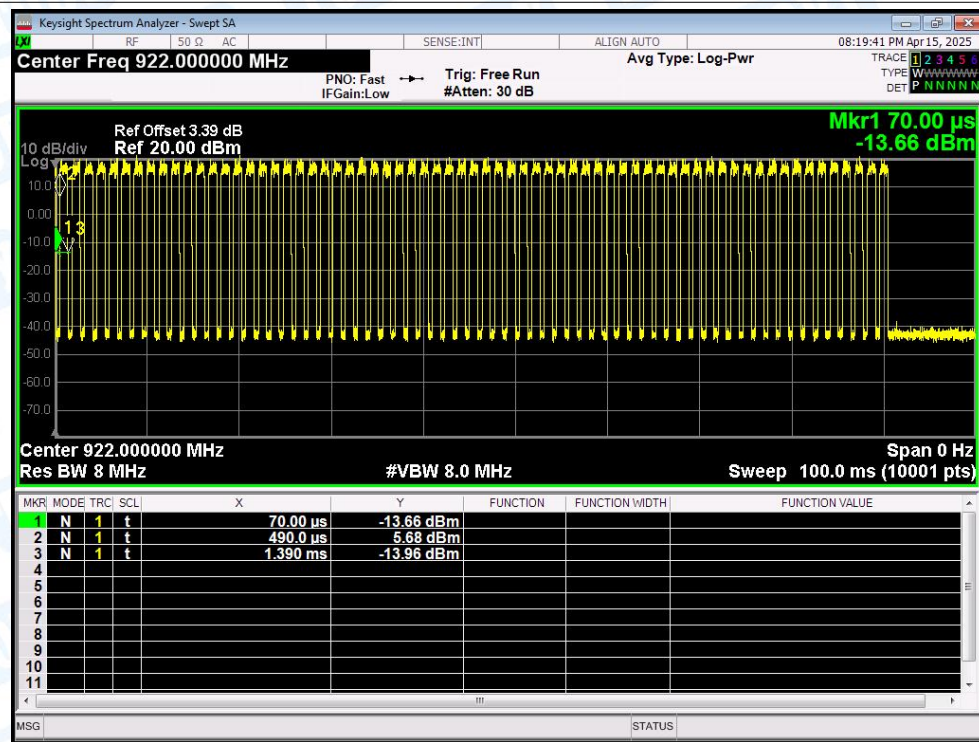 Keysight Spectrum Analyzer - Swept SA
LXI RF 50 Ω AC SENSE:INT ALIGN AUTO 08:19:41 PM Apr 15, 2025
Center Freq 922.000000 MHz
PNO: Fast
IFGain:Low
Trig: Free Run
#Atten: 30 dB
Avg Type: Log-Pwr
TRACE 1 2 3 4 5 6
TYPE WWWWWW
DET P N N N N N
Mkr1 70.00 µs
-13.66 dBm
Ref Offset 3.39 dB
10 dB/div Ref 20.00 dBm
Log
10.0
0.00
-10.0
-20.0
-30.0
-40.0
-50.0
-60.0
-70.0
2
1 3
Center 922.000000 MHz Span 0 Hz
Res BW 8 MHz #VBW 8.0 MHz Sweep 100.0 ms (10001 pts)
MKR MODE TRC SCL X Y FUNCTION FUNCTION WIDTH FUNCTION VALUE
1 N 1 t 70.00 µs -13.66 dBm
2 N 1 t 490.0 µs 5.68 dBm
3 N 1 t 1.390 ms -13.96 dBm
4
5
6
7
8
9
10
11
MSG STATUS